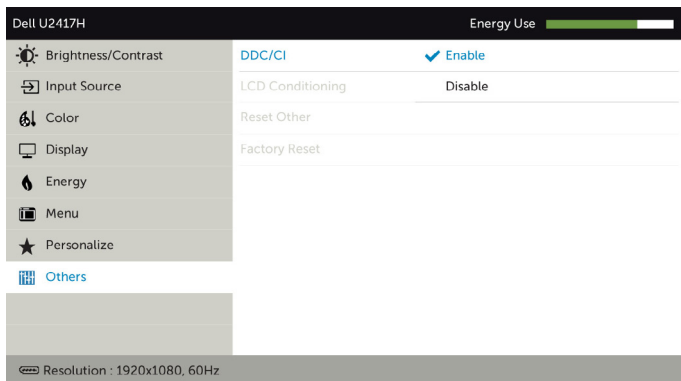 Dell U2417H Energy Use
Brightness/Contrast DDC/CI Enable
Input Source LCD Conditioning Disable
Color Reset Other
Display Factory Reset
Energy
Menu
Personalize
Others
Resolution : 1920x1080, 60Hz